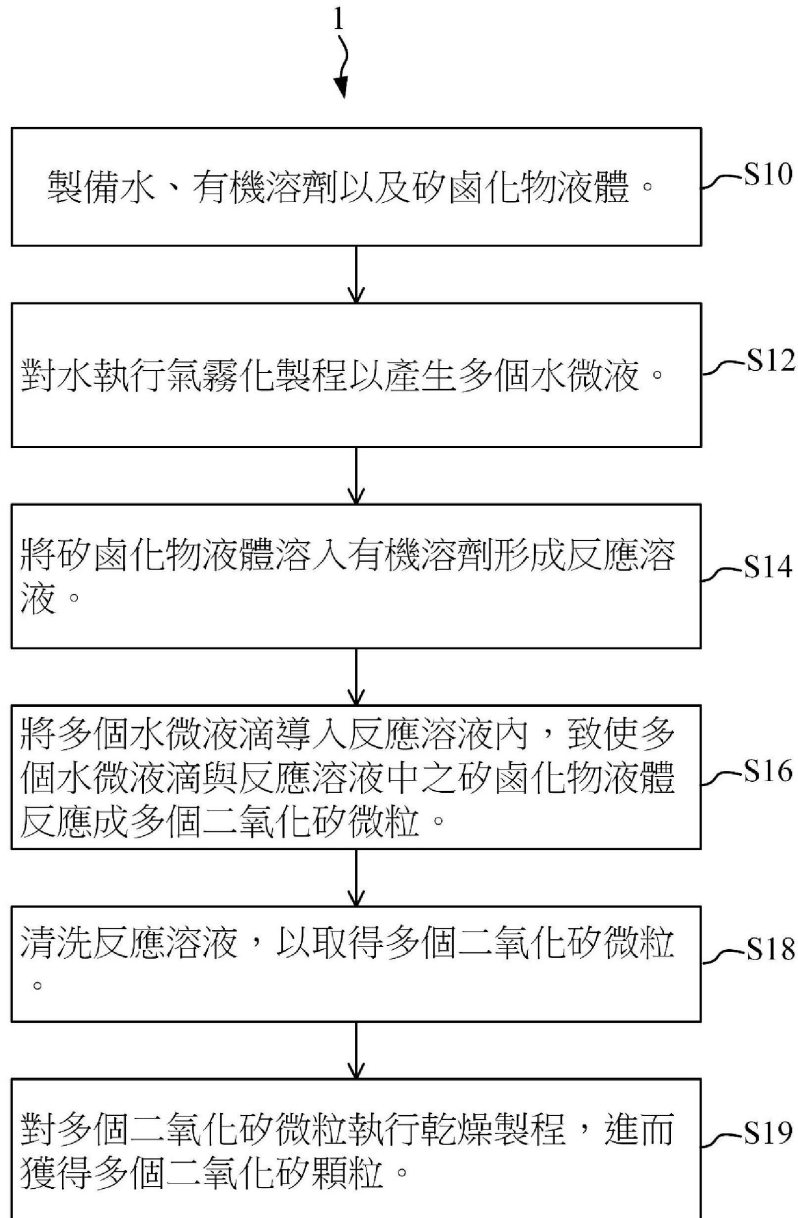 1
製備水、有機溶劑以及矽鹵化物液體。
S10
對水執行氣霧化製程以產生多個水微液。
S12
將矽鹵化物液體溶入有機溶劑形成反應溶
液。
S14
將多個水微液滴導入反應溶液內，致使多
個水微液滴與反應溶液中之矽鹵化物液體
反應成多個二氧化矽微粒。
S16
清洗反應溶液，以取得多個二氧化矽微粒
。
S18
對多個二氧化矽微粒執行乾燥製程，進而
獲得多個二氧化矽顆粒。
S19